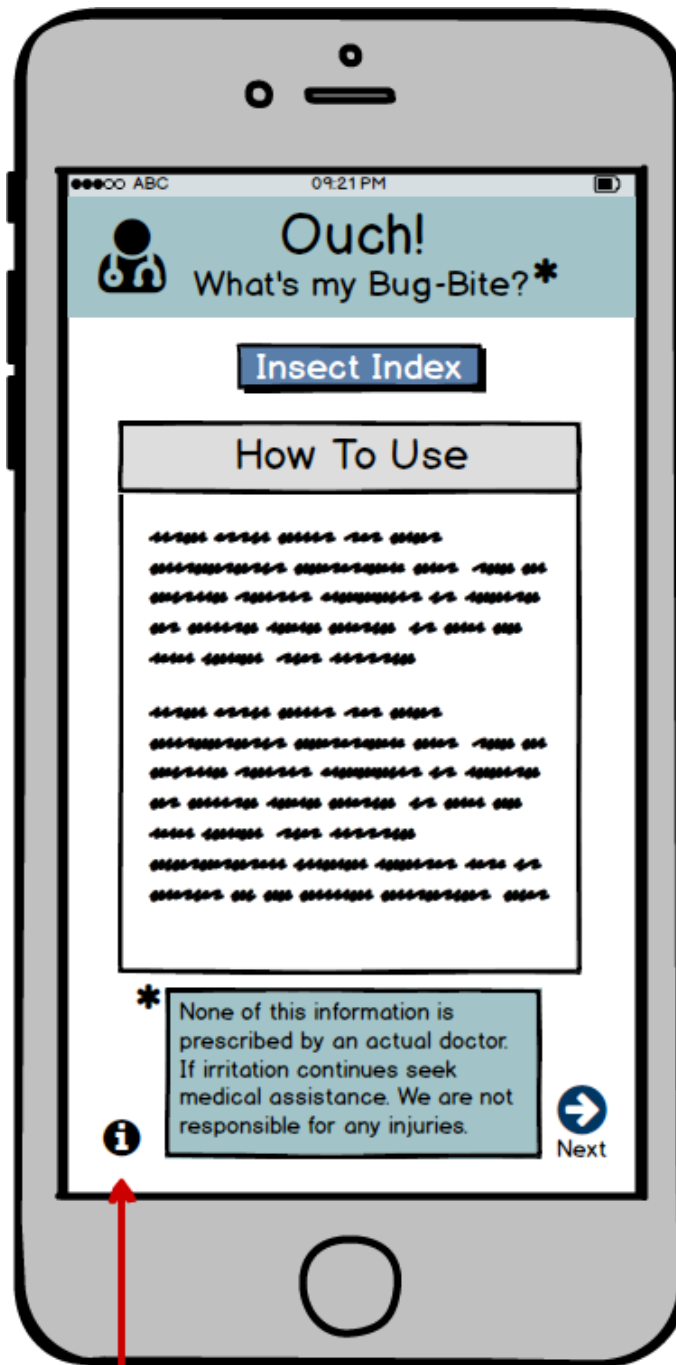 ABC 09:21 PM
Ouch!
What's my Bug-Bite?*
Insect Index
How To Use
* None of this information is
prescribed by an actual doctor.
If irritation continues seek
medical assistance. We are not
responsible for any injuries.
Next